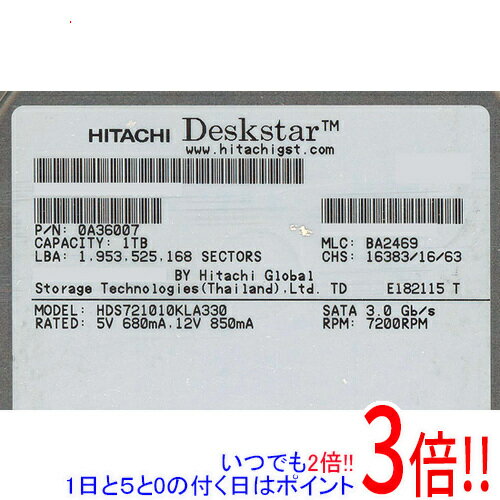 HITACHI Deskstar™
www.hitachigst.com
P/N: 0A36007
CAPACITY: 1TB
LBA: 1,953,525,168 SECTORS
MLC: BA2469
CHS: 16383/16/63
BY Hitachi Global
Storage Technologies(Thailand),Ltd. TD E182115 T
MODEL: HDS721010KLA330
RATED: 5V 680mA,12V 850mA
SATA 3.0 Gb/s
RPM: 7200RPM
いつでも2倍!!
1日と5と0の付く日はポイント
3倍!!